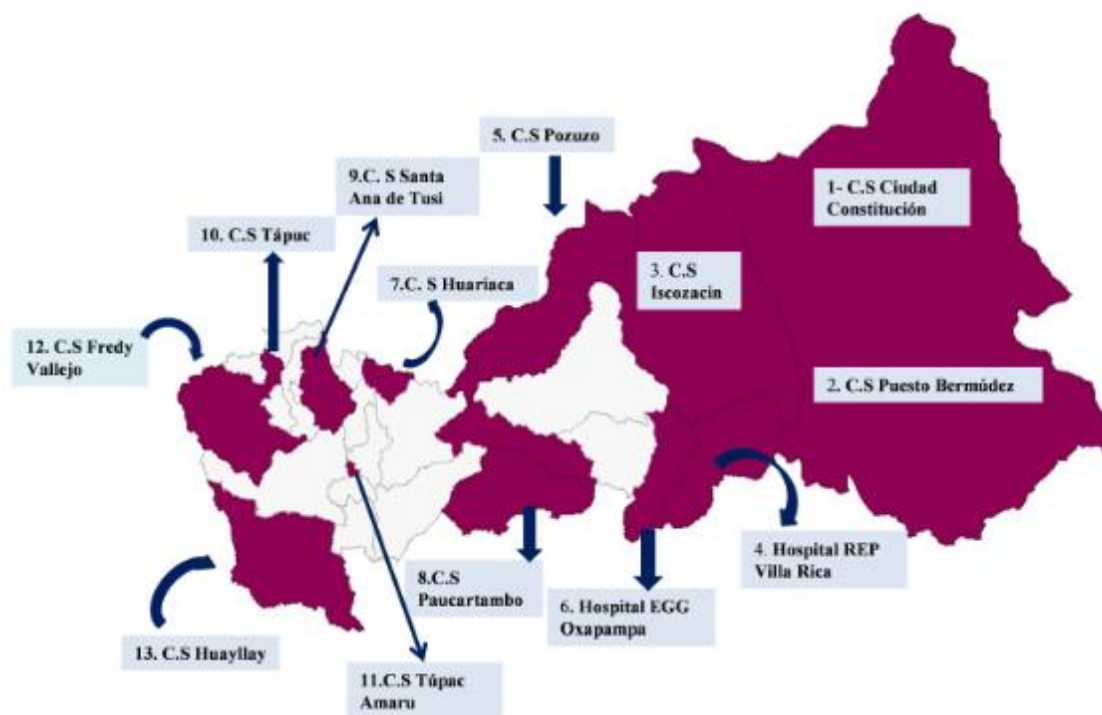 5. C.S Pozuzo
9.C. S Santa
Ana de Tusi
1- C.S Ciudad
Constitución
10. C.S Tápuc
3. C.S
Iscozacin
7.C. S Huariaca
12. C.S Fredy
Vallejo
2. C.S Puesto Bermúdez
4. Hospital REP
Villa Rica
8.C.S
Paucartambo
6. Hospital EGG
Oxapampa
13. C.S Huayllay
11.C.S Túpac
Amaru